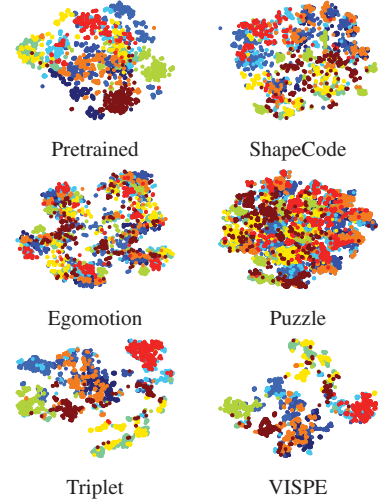 Pretrained
ShapeCode
Egomotion
Puzzle
Triplet
VISPE